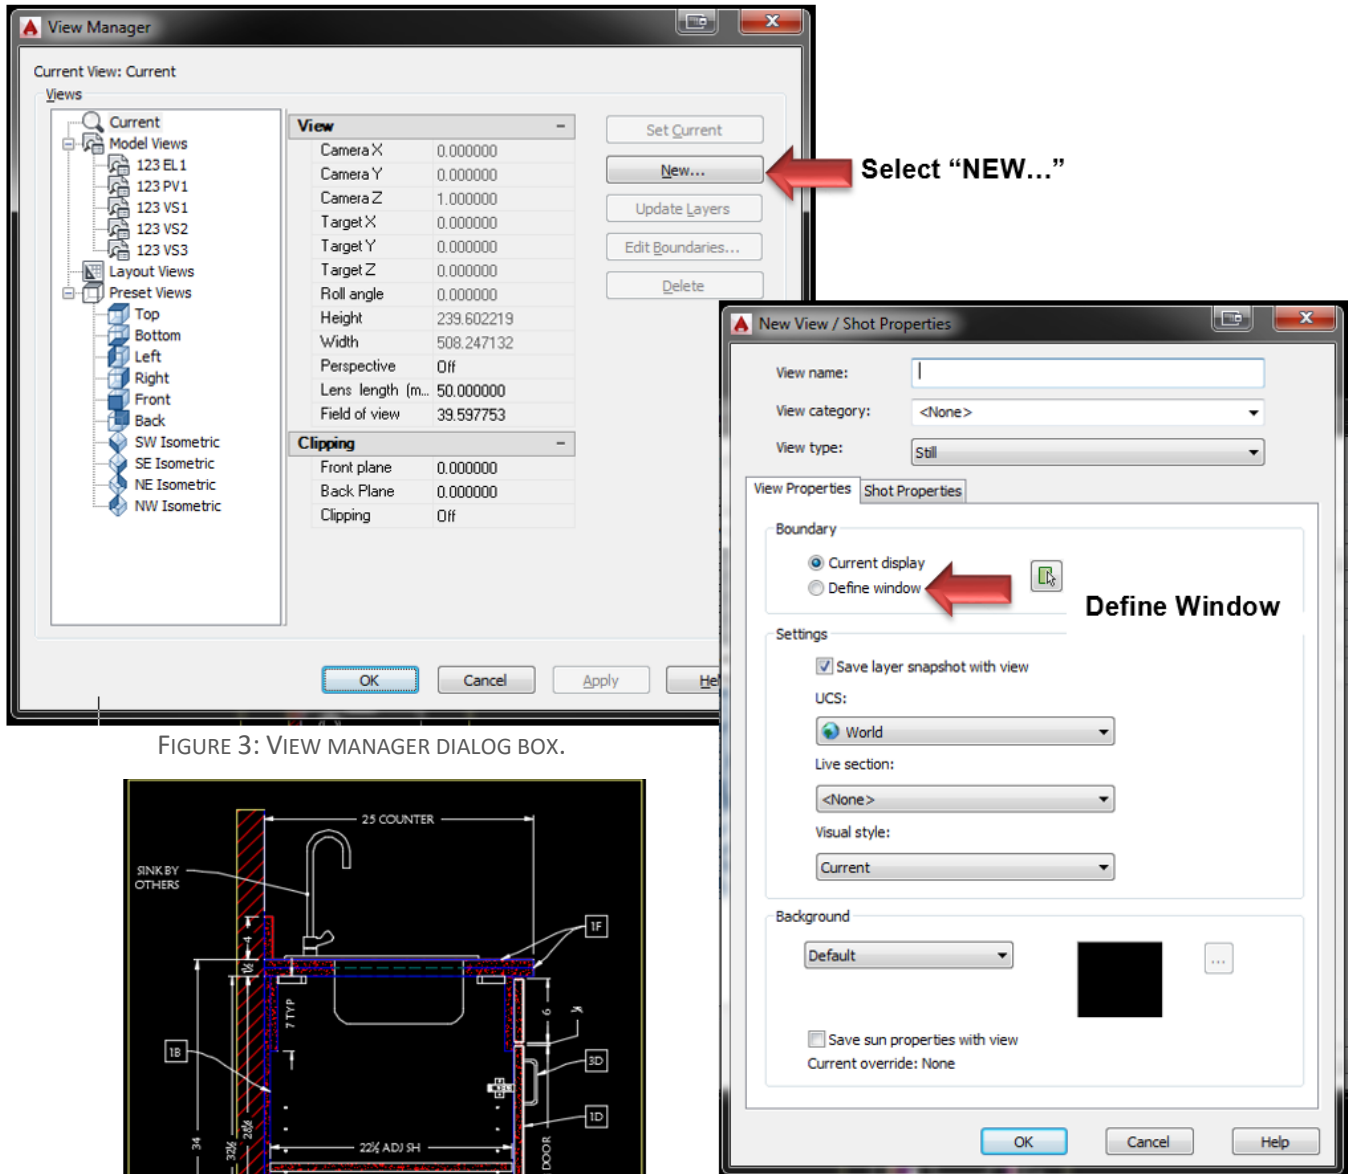 View Manager
Current View: Current
Views
Current
Model Views
123 EL1
123 PV1
123 VS1
123 VS2
123 VS3
Layout Views
Preset Views
Top
Bottom
Left
Right
Front
Back
SW Isometric
SE Isometric
NE Isometric
NW Isometric
View
Camera X 0.000000
Camera Y 0.000000
Camera Z 1.000000
Target X 0.000000
Target Y 0.000000
Target Z 0.000000
Roll angle 0.000000
Height 239.602219
Width 508.247132
Perspective Off
Lens length (m... 50.000000
Field of view 39.597753
Clipping
Front plane 0.000000
Back Plane 0.000000
Clipping Off
Set Current
New...
Update Layers
Edit Boundaries...
Delete
Select “NEW…”
OK Cancel Apply
FIGURE 3: VIEW MANAGER DIALOG BOX.
New View / Shot Properties
View name:
View category: <None>
View type: Still
View Properties Shot Properties
Boundary
Current display
Define window
Define Window
Settings
Save layer snapshot with view
UCS:
World
Live section:
<None>
Visual style:
Current
Background
Default
...
Save sun properties with view
Current override: None
OK Cancel Help
25 COUNTER
SINK BY
OTHERS
1F
4
7 TYP
6
1B
3D
1D
34
22½ ADJ SH
DOOR